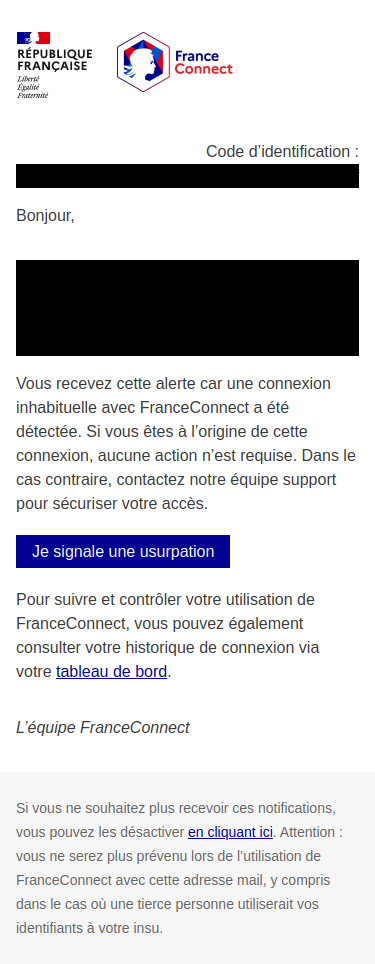 RÉPUBLIQUE
FRANÇAISE
Liberté
Égalité
Fraternité
France
Connect
Code d’identification :
Bonjour,
Vous recevez cette alerte car une connexion
inhabituelle avec FranceConnect a été
détectée. Si vous êtes à l’origine de cette
connexion, aucune action n’est requise. Dans le
cas contraire, contactez notre équipe support
pour sécuriser votre accès.
Je signale une usurpation
Pour suivre et contrôler votre utilisation de
FranceConnect, vous pouvez également
consulter votre historique de connexion via
votre tableau de bord.
L’équipe FranceConnect
Si vous ne souhaitez plus recevoir ces notifications,
vous pouvez les désactiver en cliquant ici. Attention :
vous ne serez plus prévenu lors de l’utilisation de
FranceConnect avec cette adresse mail, y compris
dans le cas où une tierce personne utiliserait vos
identifiants à votre insu.